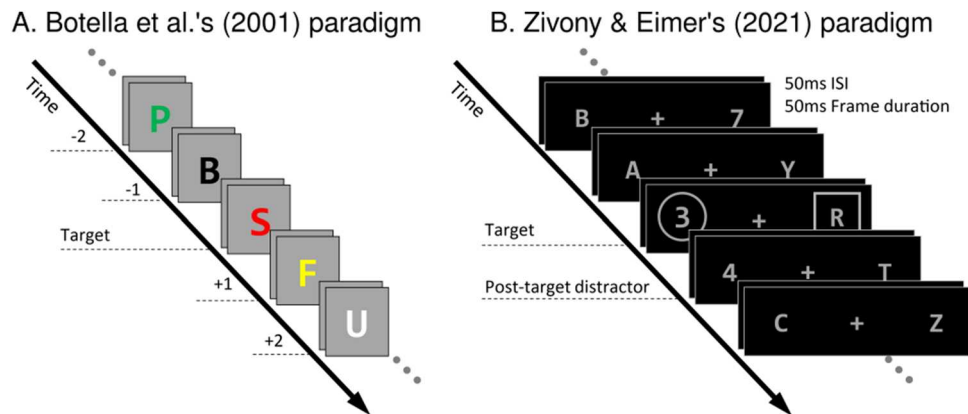 A. Botella et al.'s (2001) paradigm
Time
P
-2
B
-1
S
Target
F
+1
U
+2
B. Zivony & Eimer's (2021) paradigm
Time
50ms ISI
50ms Frame duration
B + 7
A + Y
3 + R
Target
4 + T
Post-target distractor
C + Z